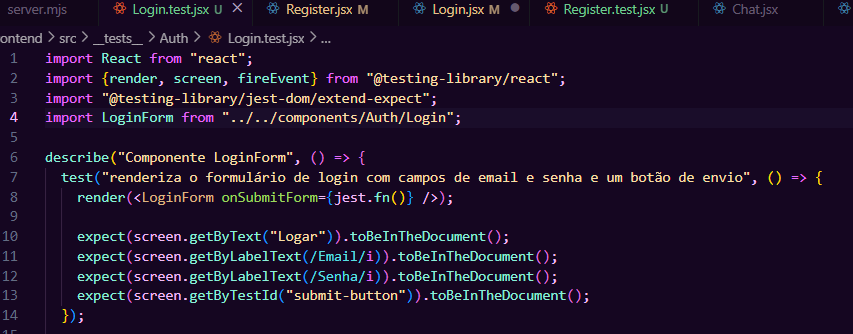 server.mjs Login.test.jsx U × Register.jsx M Login.jsx M Register.test.jsx U Chat.jsx
ontend > src > __tests__ > Auth > Login.test.jsx > ...
1 import React from "react";
2 import {render, screen, fireEvent} from "@testing-library/react";
3 import "@testing-library/jest-dom/extend-expect";
4 import LoginForm from "../../components/Auth/Login";
5
6 describe("Componente LoginForm", () => {
7 test("renderiza o formulário de login com campos de email e senha e um botão de envio", () => {
8 render(<LoginForm onSubmitForm={jest.fn()} />);
9
10 expect(screen.getByText("Logar")).toBeInTheDocument();
11 expect(screen.getByLabelText(/Email/i)).toBeInTheDocument();
12 expect(screen.getByLabelText(/Senha/i)).toBeInTheDocument();
13 expect(screen.getByTestId("submit-button")).toBeInTheDocument();
14 });
15